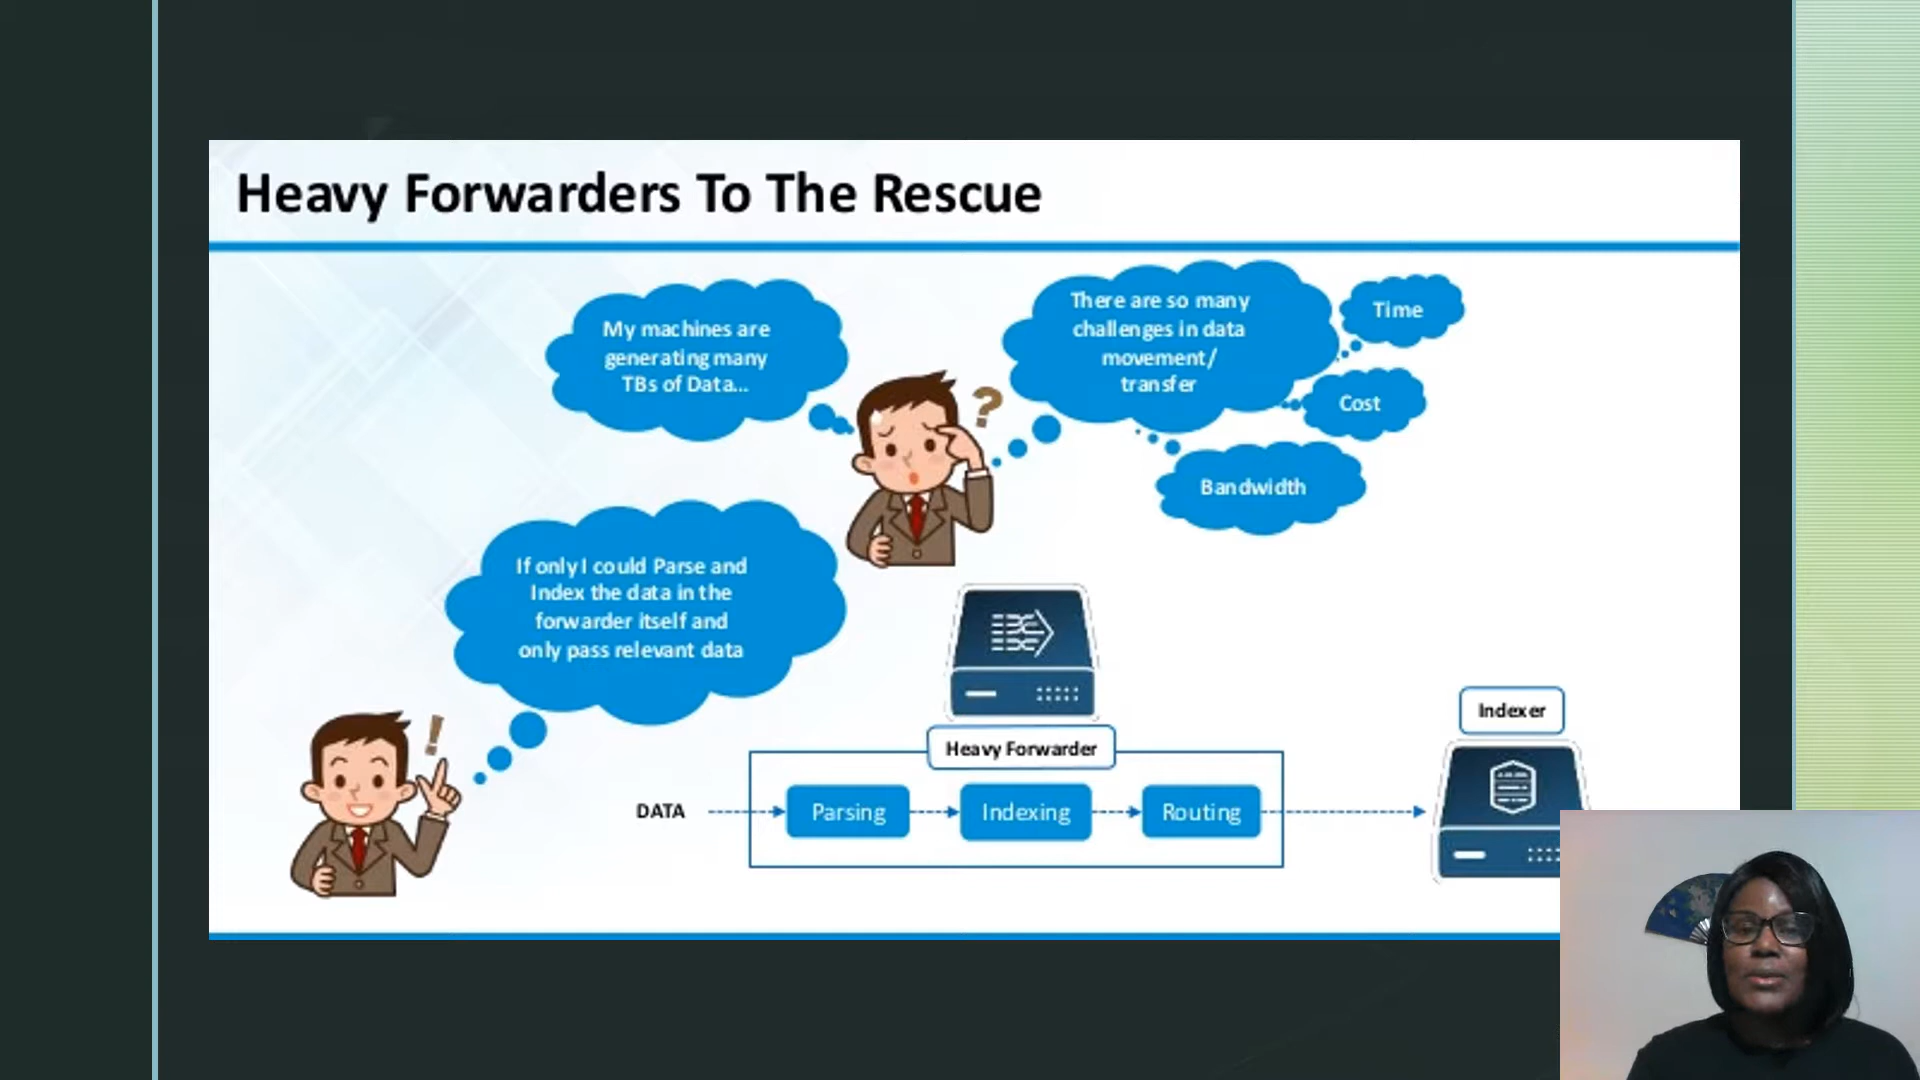 Heavy Forwarders To The Rescue
My machines are
generating many
TBs of Data...
?
There are so many
challenges in data
movement/
transfer
Time
Cost
Bandwidth
If only I could Parse and
Index the data in the
forwarder itself and
only pass relevant data
!
Heavy Forwarder
DATA
Parsing
Indexing
Routing
Indexer